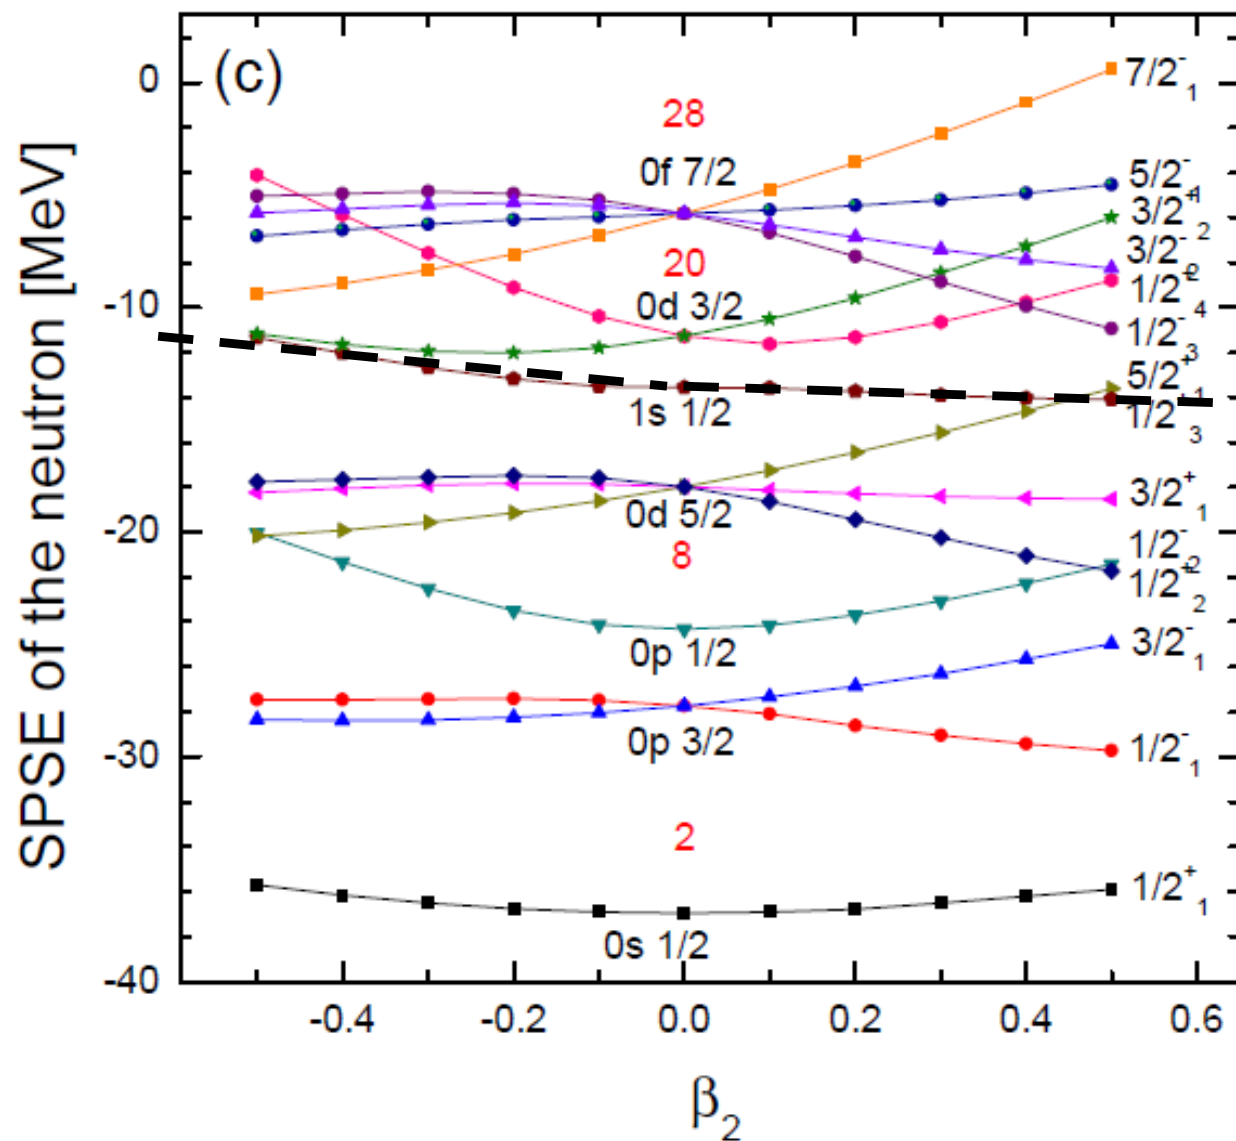 (c)
SPSE of the neutron [MeV]
0
-10
-20
-30
-40
28
0f 7/2
20
0d 3/2
1s 1/2
0d 5/2
8
0p 1/2
0p 3/2
2
0s 1/2
7/2⁻₁
5/2⁻₁
3/2⁺₂
3/2⁻₂
1/2⁺₄
1/2⁻₃
5/2⁺₁
1/2⁺₃
3/2⁺₁
1/2⁻₂
1/2⁺₂
3/2⁻₁
1/2⁻₁
1/2⁺₁
-0.4 -0.2 0.0 0.2 0.4 0.6
β₂